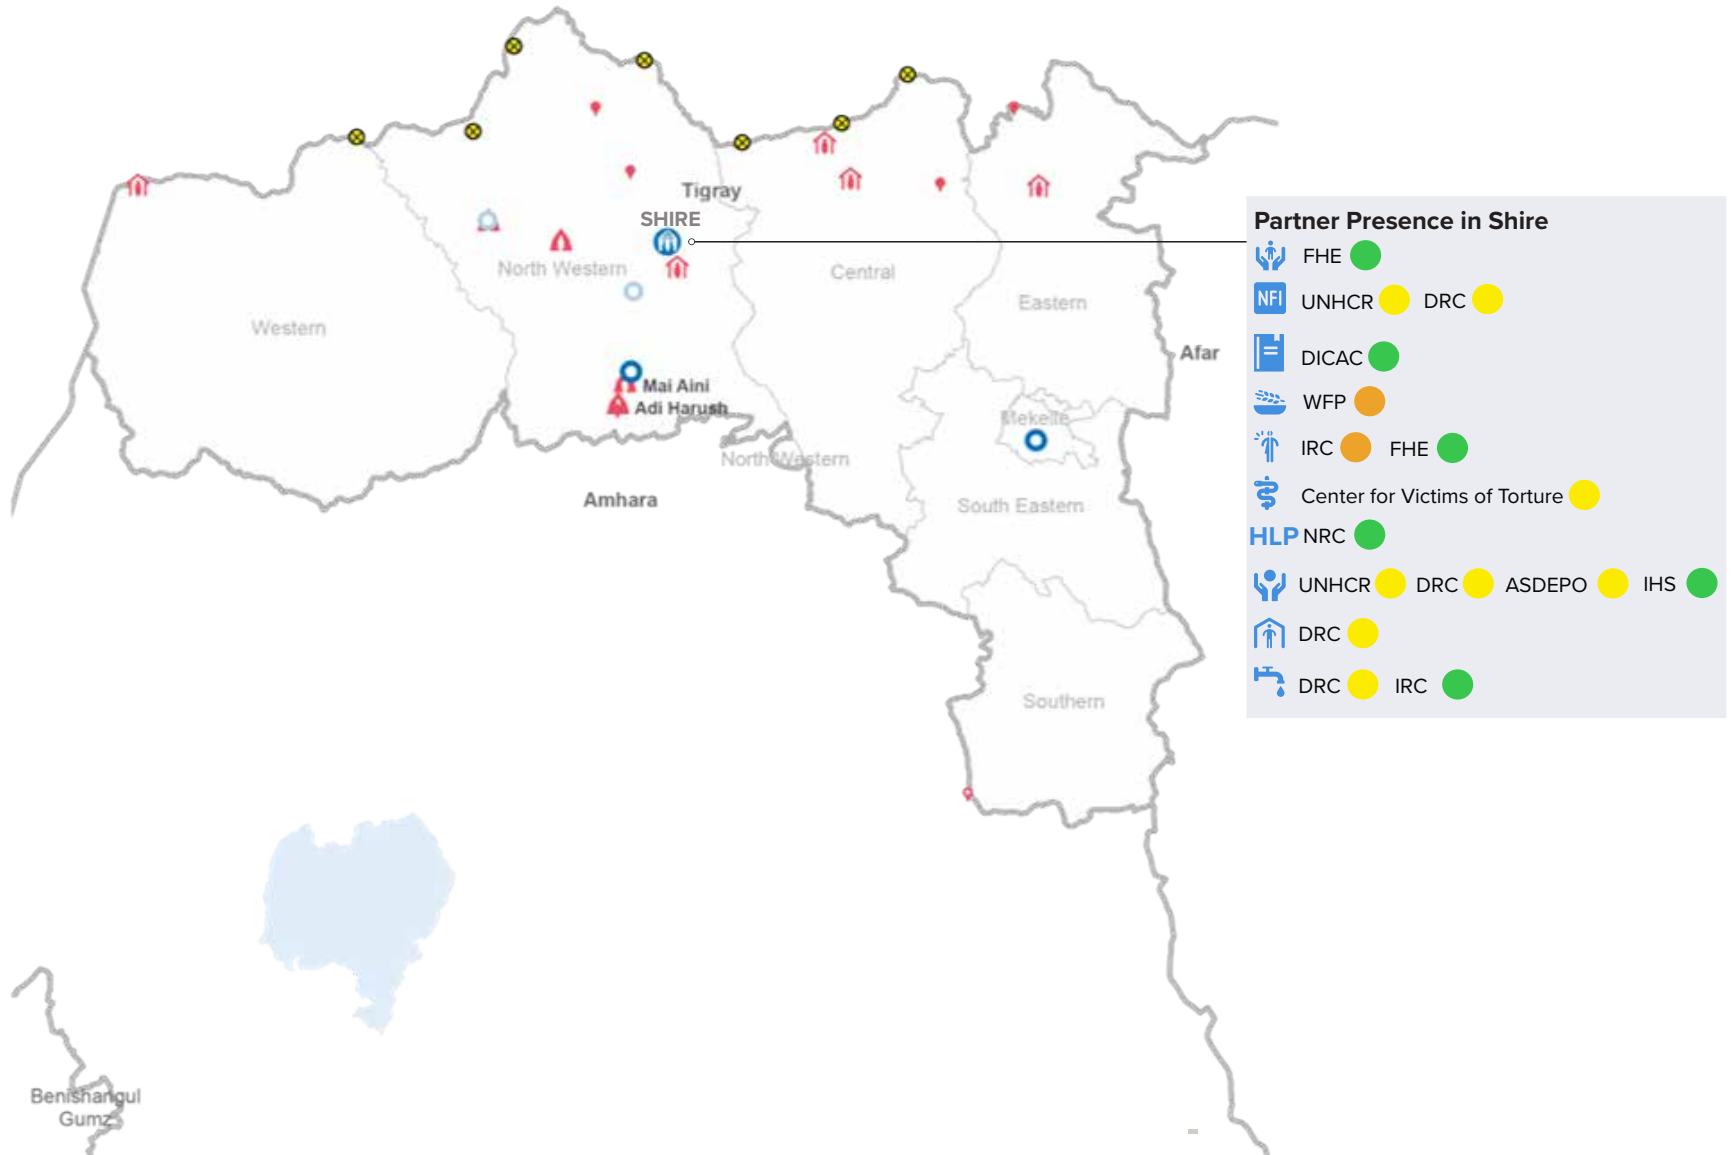 Tigray
SHIRE
North Western
Central
Eastern
Western
Afar
Mai Aini
Adi Harush
Mekelle
North Western
Amhara
South Eastern
Southern
Benishangul
Gumz
Partner Presence in Shire
FHE
NFI UNHCR DRC
DICAC
WFP
IRC FHE
Center for Victims of Torture
HLP NRC
UNHCR DRC ASDEPO IHS
DRC
DRC IRC